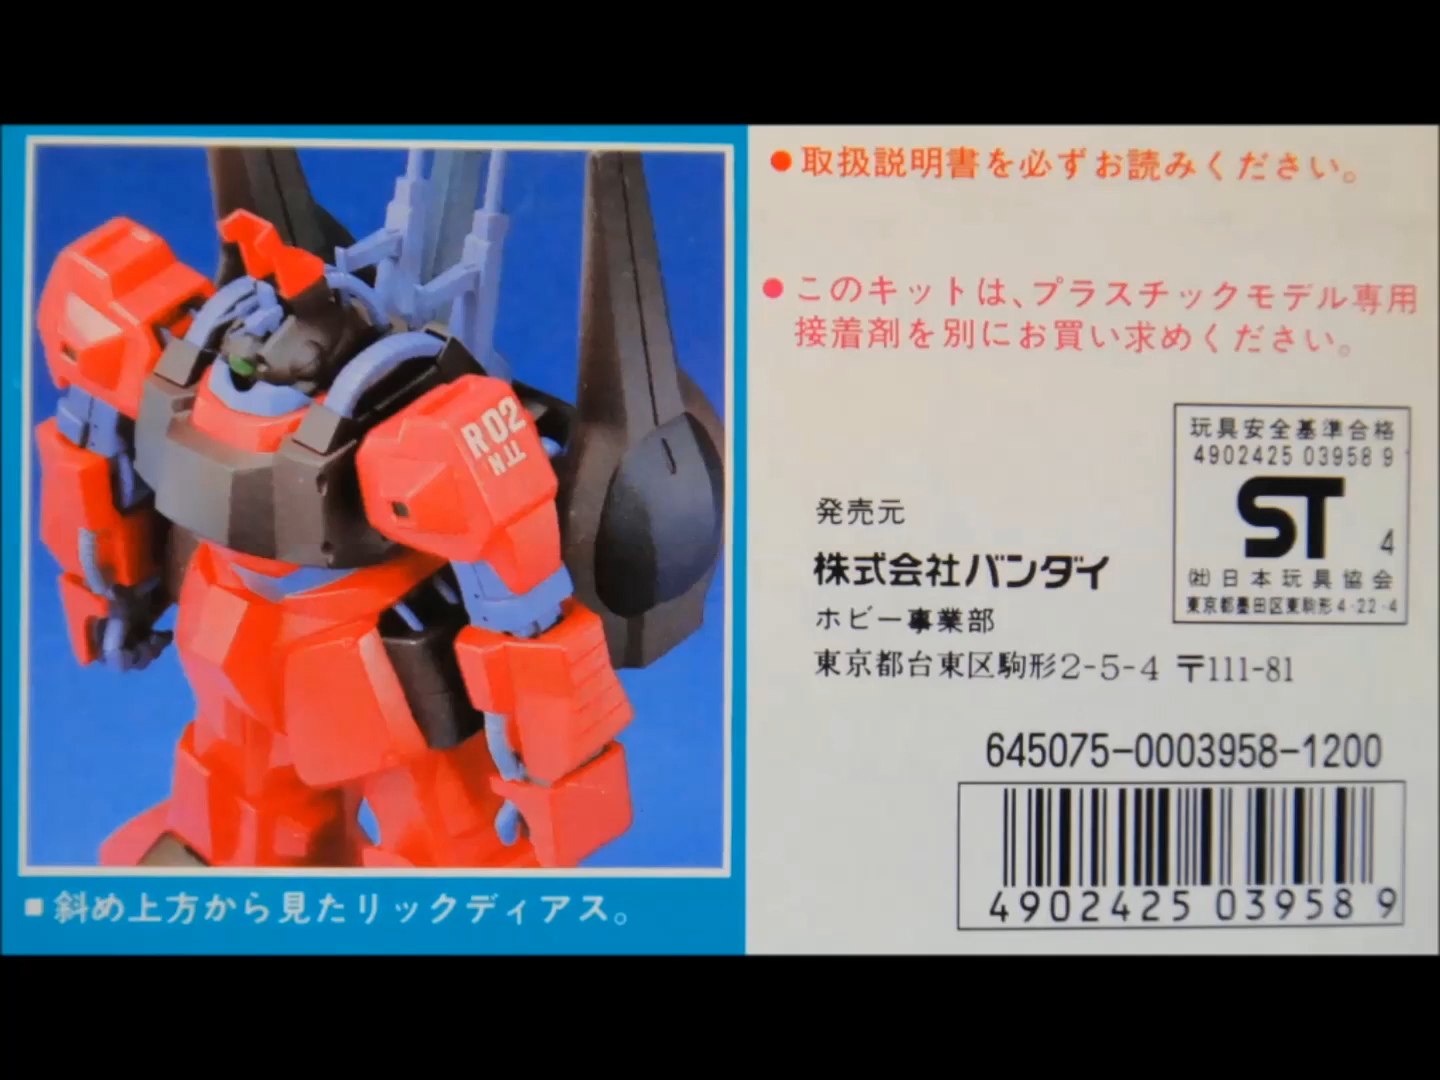 R02
■斜め上方から見たリックディアス。
●取扱説明書を必ずお読みください。
●このキットは、プラスチックモデル専用
接着剤を別にお買い求めください。
玩具安全基準合格
4902425 03958 9
ST
4
(社)日本玩具協会
東京都墨田区東駒形4-22-4
発売元
株式会社バンダイ
ホビー事業部
東京都台東区駒形2-5-4 〒111-81
645075-0003958-1200
4902425 03958 9